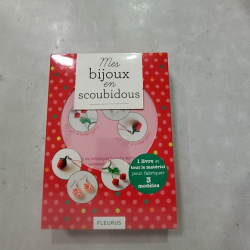 Mes
bijoux
en
scoubidous
1 livre et
tout le matériel
pour fabriquer
3
modèles
FLEURUS